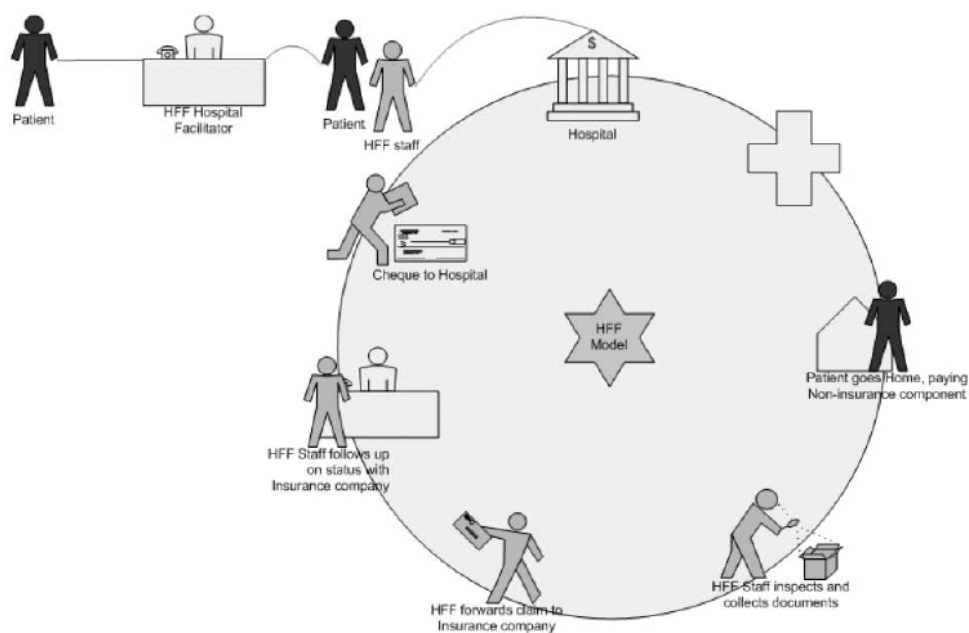 Patient
HFF Hospital
Facilitator
Patient
HFF staff
$
Hospital
Cheque to Hospital
HFF
Model
Patient goes Home, paying
Non-insurance component
HFF Staff follows up
on status with
Insurance company
HFF forwards claim to
Insurance company
HFF Staff inspects and
collects documents